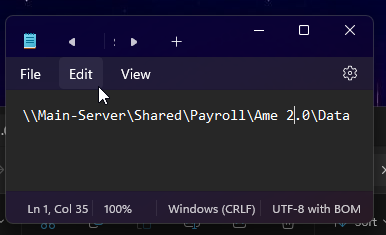 File Edit View
\\Main-Server\Shared\Payroll\Ame 2.0\Data
Ln 1, Col 35 100% Windows (CRLF) UTF-8 with BOM
Sort